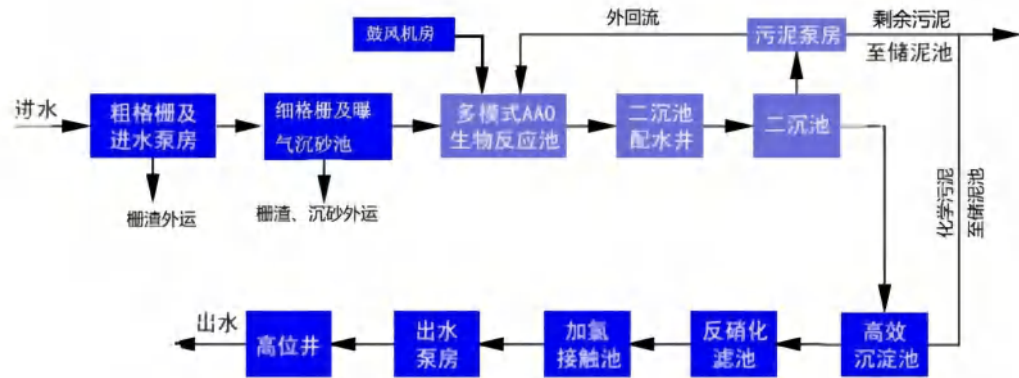 鼓风机房
外回流
污泥泵房
剩余污泥
至储泥池
进水
粗格栅及
进水泵房
细格栅及曝
气沉砂池
多模式AAO
生物反应池
二沉池
配水井
二沉池
栅渣外运
栅渣、沉砂外运
化学污泥
至储泥池
出水
高位井
出水
泵房
加氯
接触池
反硝化
滤池
高效
沉淀池